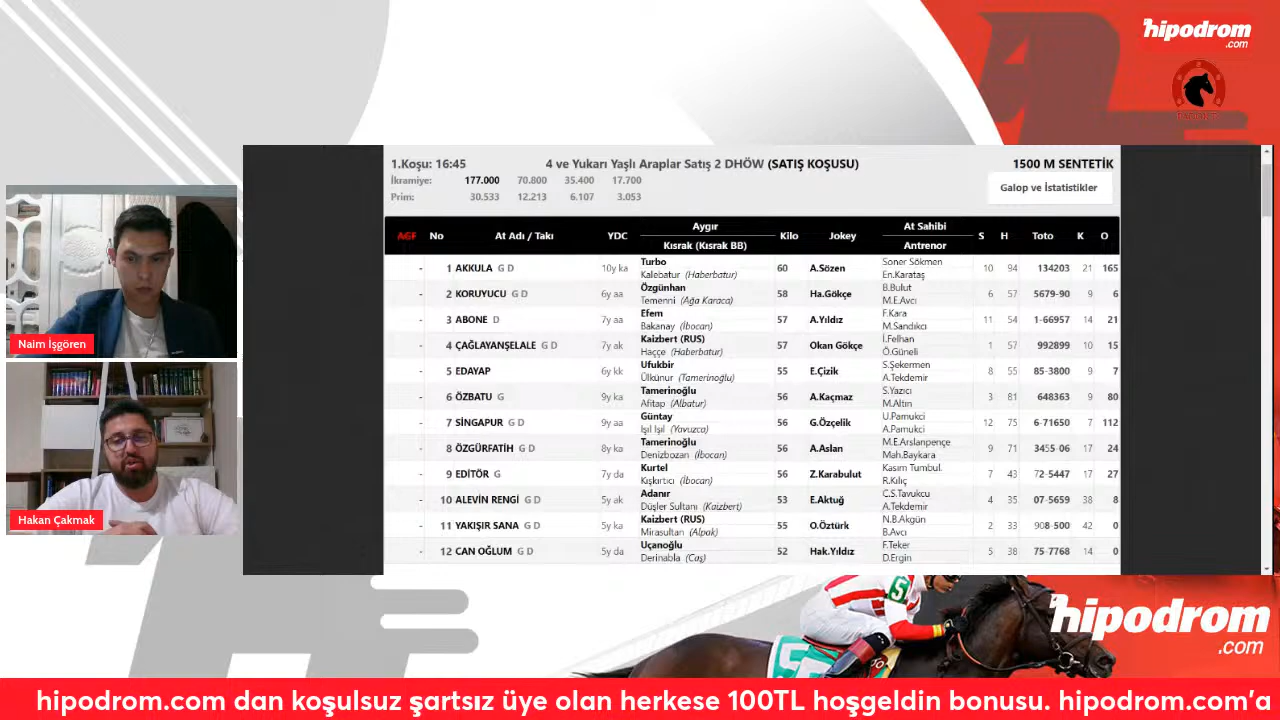 hipodrom
.com
1.Koşu: 16:45 4 ve Yukarı Yaşlı Araplar Satış 2 DHÖW (SATIŞ KOŞUSU) 1500 M SENTETİK
İkramiye: 177.000 70.800 35.400 17.700
Prim: 30.533 12.213 6.107 3.053
Galop ve İstatistikler
AGF No At Adı / Takı YDC Aygır Kilo Jokey At Sahibi S H Toto K O
Kısrak (Kısrak BB) Antrenor
- 1 AKKULA G D 10y ka Turbo 60 A.Sözen Soner Sökmen 10 94 134203 21 165
Kalebatur (Haberbatur) En.Karataş
- 2 KORUYUCU G D 6y aa Özgünhan 58 Ha.Gökçe B.Bulut 6 57 5679-90 9 6
Temenni (Ağa Karaca) M.E.Avcı
- 3 ABONE D 7y aa Efem 57 A.Yıldız F.Kara 11 54 1-66957 14 21
Bakanay (İbocan) M.Sandıkcı
- 4 ÇAĞLAYANŞELALE G D 7y ak Kaizbert (RUS) 57 Okan Gökçe İ.Felhan 1 57 992899 10 15
Haççe (Haberbatur) Ö.Güneli
- 5 EDAYAP 6y kk Ufukbir 55 E.Çizik S.Şekermen 8 55 85-3800 9 7
Ülkünur (Tamerinoğlu) A.Tekdemir
- 6 ÖZBATU G 9y ka Tamerinoğlu 56 A.Kaçmaz S.Yazıcı 3 81 648363 9 80
Afitap (Albatur) M.Altın
- 7 SİNGAPUR G D 9y aa Güntay 56 G.Özçelik U.Pamukci 12 75 6-71650 7 112
Işıl Işıl (Yavuzca) A.Pamukci
- 8 ÖZGÜRFATİH G D 8y ka Tamerinoğlu 56 A.Aslan M.E.Arslanpençe 9 71 3455-06 17 24
Denizbozan (İbocan) Mah.Baykara
- 9 EDİTÖR G 7y da Kurtel 56 Z.Karabulut Kasım Tumbul. 7 43 72-5447 17 27
Kışkırtıcı (İbocan) R.Kılıç
- 10 ALEVİN RENGİ G D 5y ak Adanır 53 E.Aktuğ C.S.Tavukcu 4 35 07-5659 38 8
Düşler Sultanı (Kaizbert) A.Tekdemir
- 11 YAKIŞIR SANA G D 5y ka Kaizbert (RUS) 55 O.Öztürk N.B.Akgün 2 33 908-500 42 0
Mirasultan (Alpak) B.Avcı
- 12 CAN OĞLUM G D 5y da Uçanoğlu 52 Hak.Yıldız F.Teker 5 38 75-7768 14 0
Derinabla (Caş) D.Ergin
Naim İşgören
Hakan Çakmak
5
hipodrom
.com
hipodrom.com dan koşulsuz şartsız üye olan herkese 100TL hoşgeldin bonusu. hipodrom.com'a